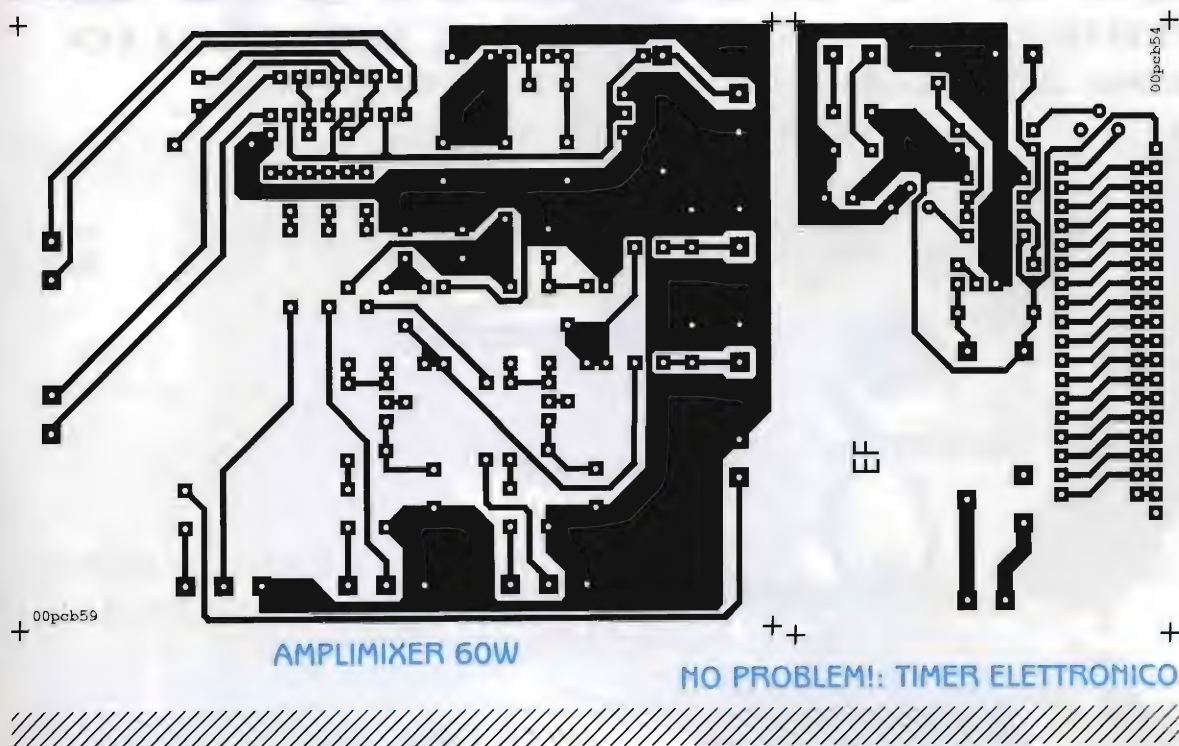 00pcb54
EF
00pcb59
AMPLIMIXER 60W
NO PROBLEM!: TIMER ELETTRONICO